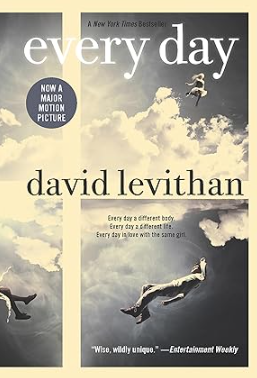 A New York Times Bestseller
every day
NOW A
MAJOR
MOTION
PICTURE
david levithan
Every day a different body.
Every day a different life.
Every day in love with the same girl.
"Wise, wildly unique." —Entertainment Weekly